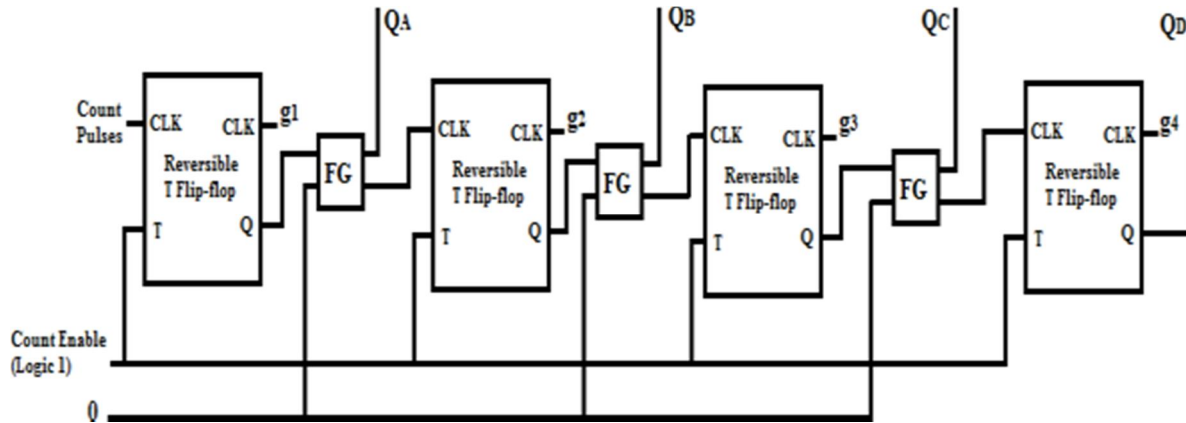 QA
QB
QC
QD
Count
Pulses
CLK
CLK
g1
Reversible
T Flip-flop
T
Q
FG
CLK
CLK
g2
Reversible
T Flip-flop
T
Q
FG
CLK
CLK
g3
Reversible
T Flip-flop
T
Q
FG
CLK
CLK
g4
Reversible
T Flip-flop
T
Q
Count Enable
(Logic 1)
0